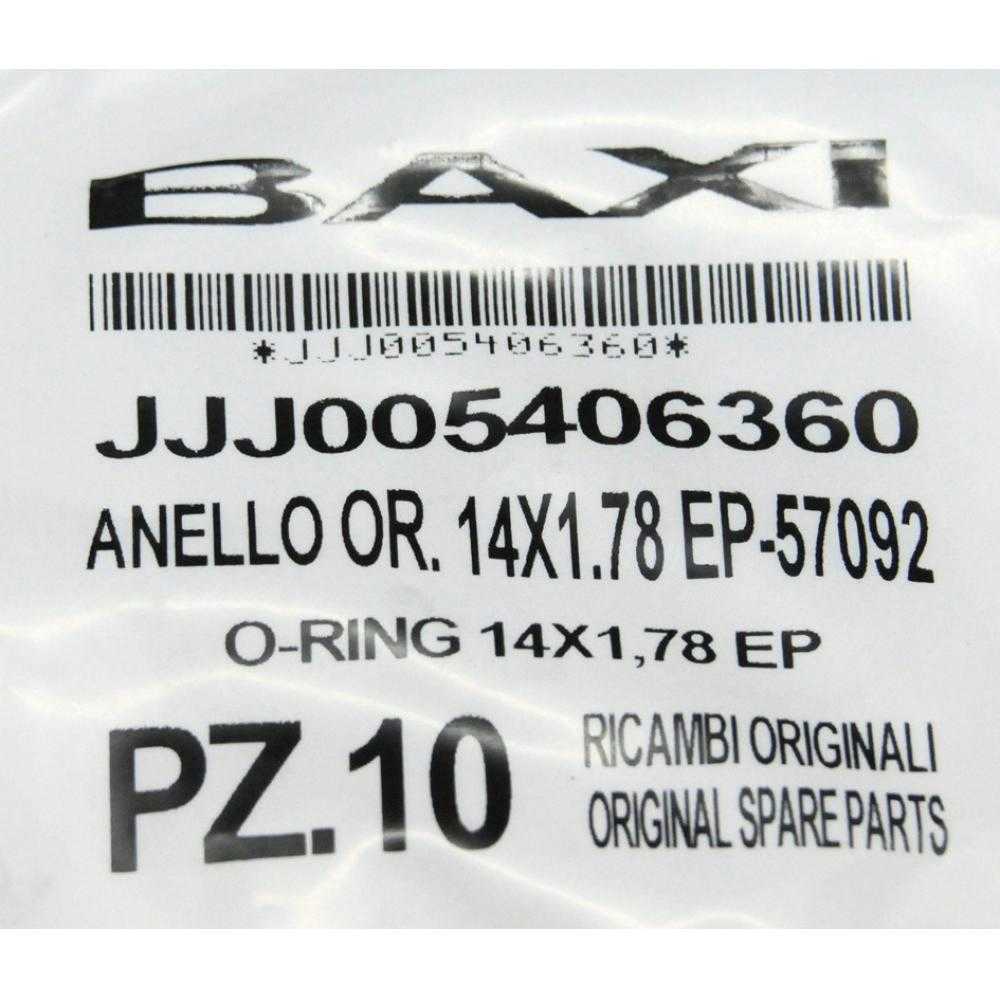 BAXI
*JJJ005406360*
JJJ005406360
ANELLO OR. 14X1.78 EP-57092
O-RING 14X1,78 EP
PZ.10
RICAMBI ORIGINALI
ORIGINAL SPARE PARTS